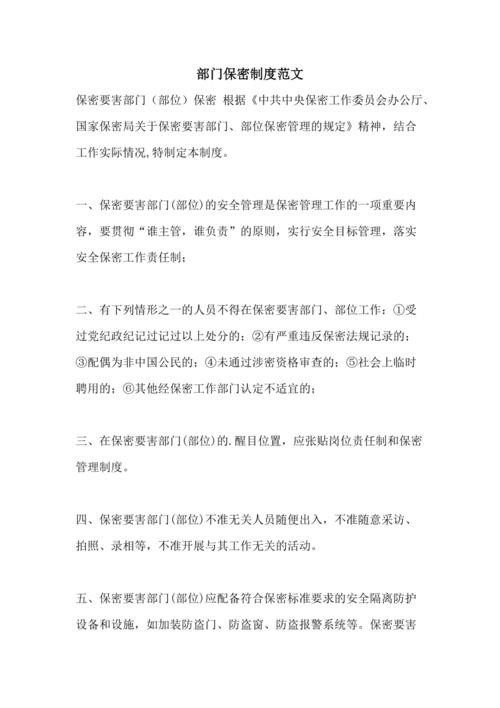 部门保密制度范文
保密要害部门（部位）保密 根据《中共中央保密工作委员会办公厅、
国家保密局关于保密要害部门、部位保密管理的规定》精神，结合
工作实际情况,特制定本制度。
一、保密要害部门(部位)的安全管理是保密管理工作的一项重要内
容，要贯彻“谁主管，谁负责”的原则，实行安全目标管理，落实
安全保密工作责任制；
二、有下列情形之一的人员不得在保密要害部门、部位工作：①受
过党纪政纪记过记过以上处分的；②有严重违反保密法规记录的；
③配偶为非中国公民的；④未通过涉密资格审查的；⑤社会上临时
聘用的；⑥其他经保密工作部门认定不适宜的；
三、在保密要害部门(部位)的.醒目位置，应张贴岗位责任制和保密
管理制度。
四、保密要害部门(部位)不准无关人员随便出入，不准随意采访、
拍照、录相等，不准开展与其工作无关的活动。
五、保密要害部门(部位)应配备符合保密标准要求的安全隔离防护
设备和设施，如加装防盗门、防盗窗、防盗报警系统等。保密要害